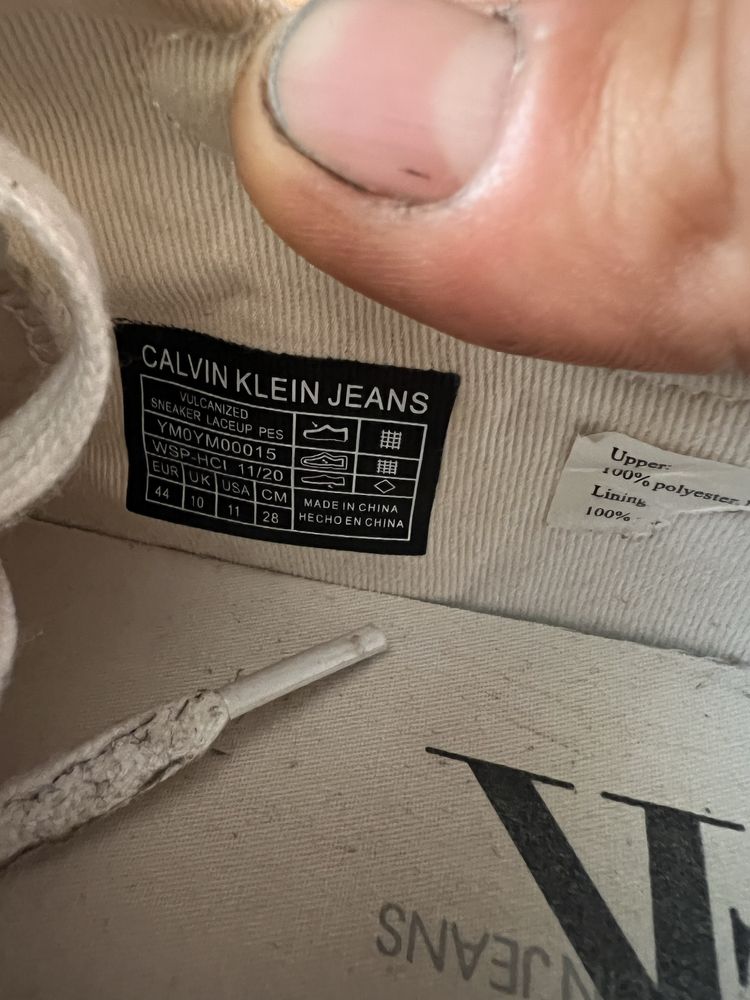 CALVIN KLEIN JEANS
VULCANIZED
SNEAKER LACEUP PES
YM0YM00015
WSP-HCI 11/20
EUR UK USA CM
44 10 11 28
MADE IN CHINA
HECHO EN CHINA
Upper:
100% polyester
Lining
100%
JEANS